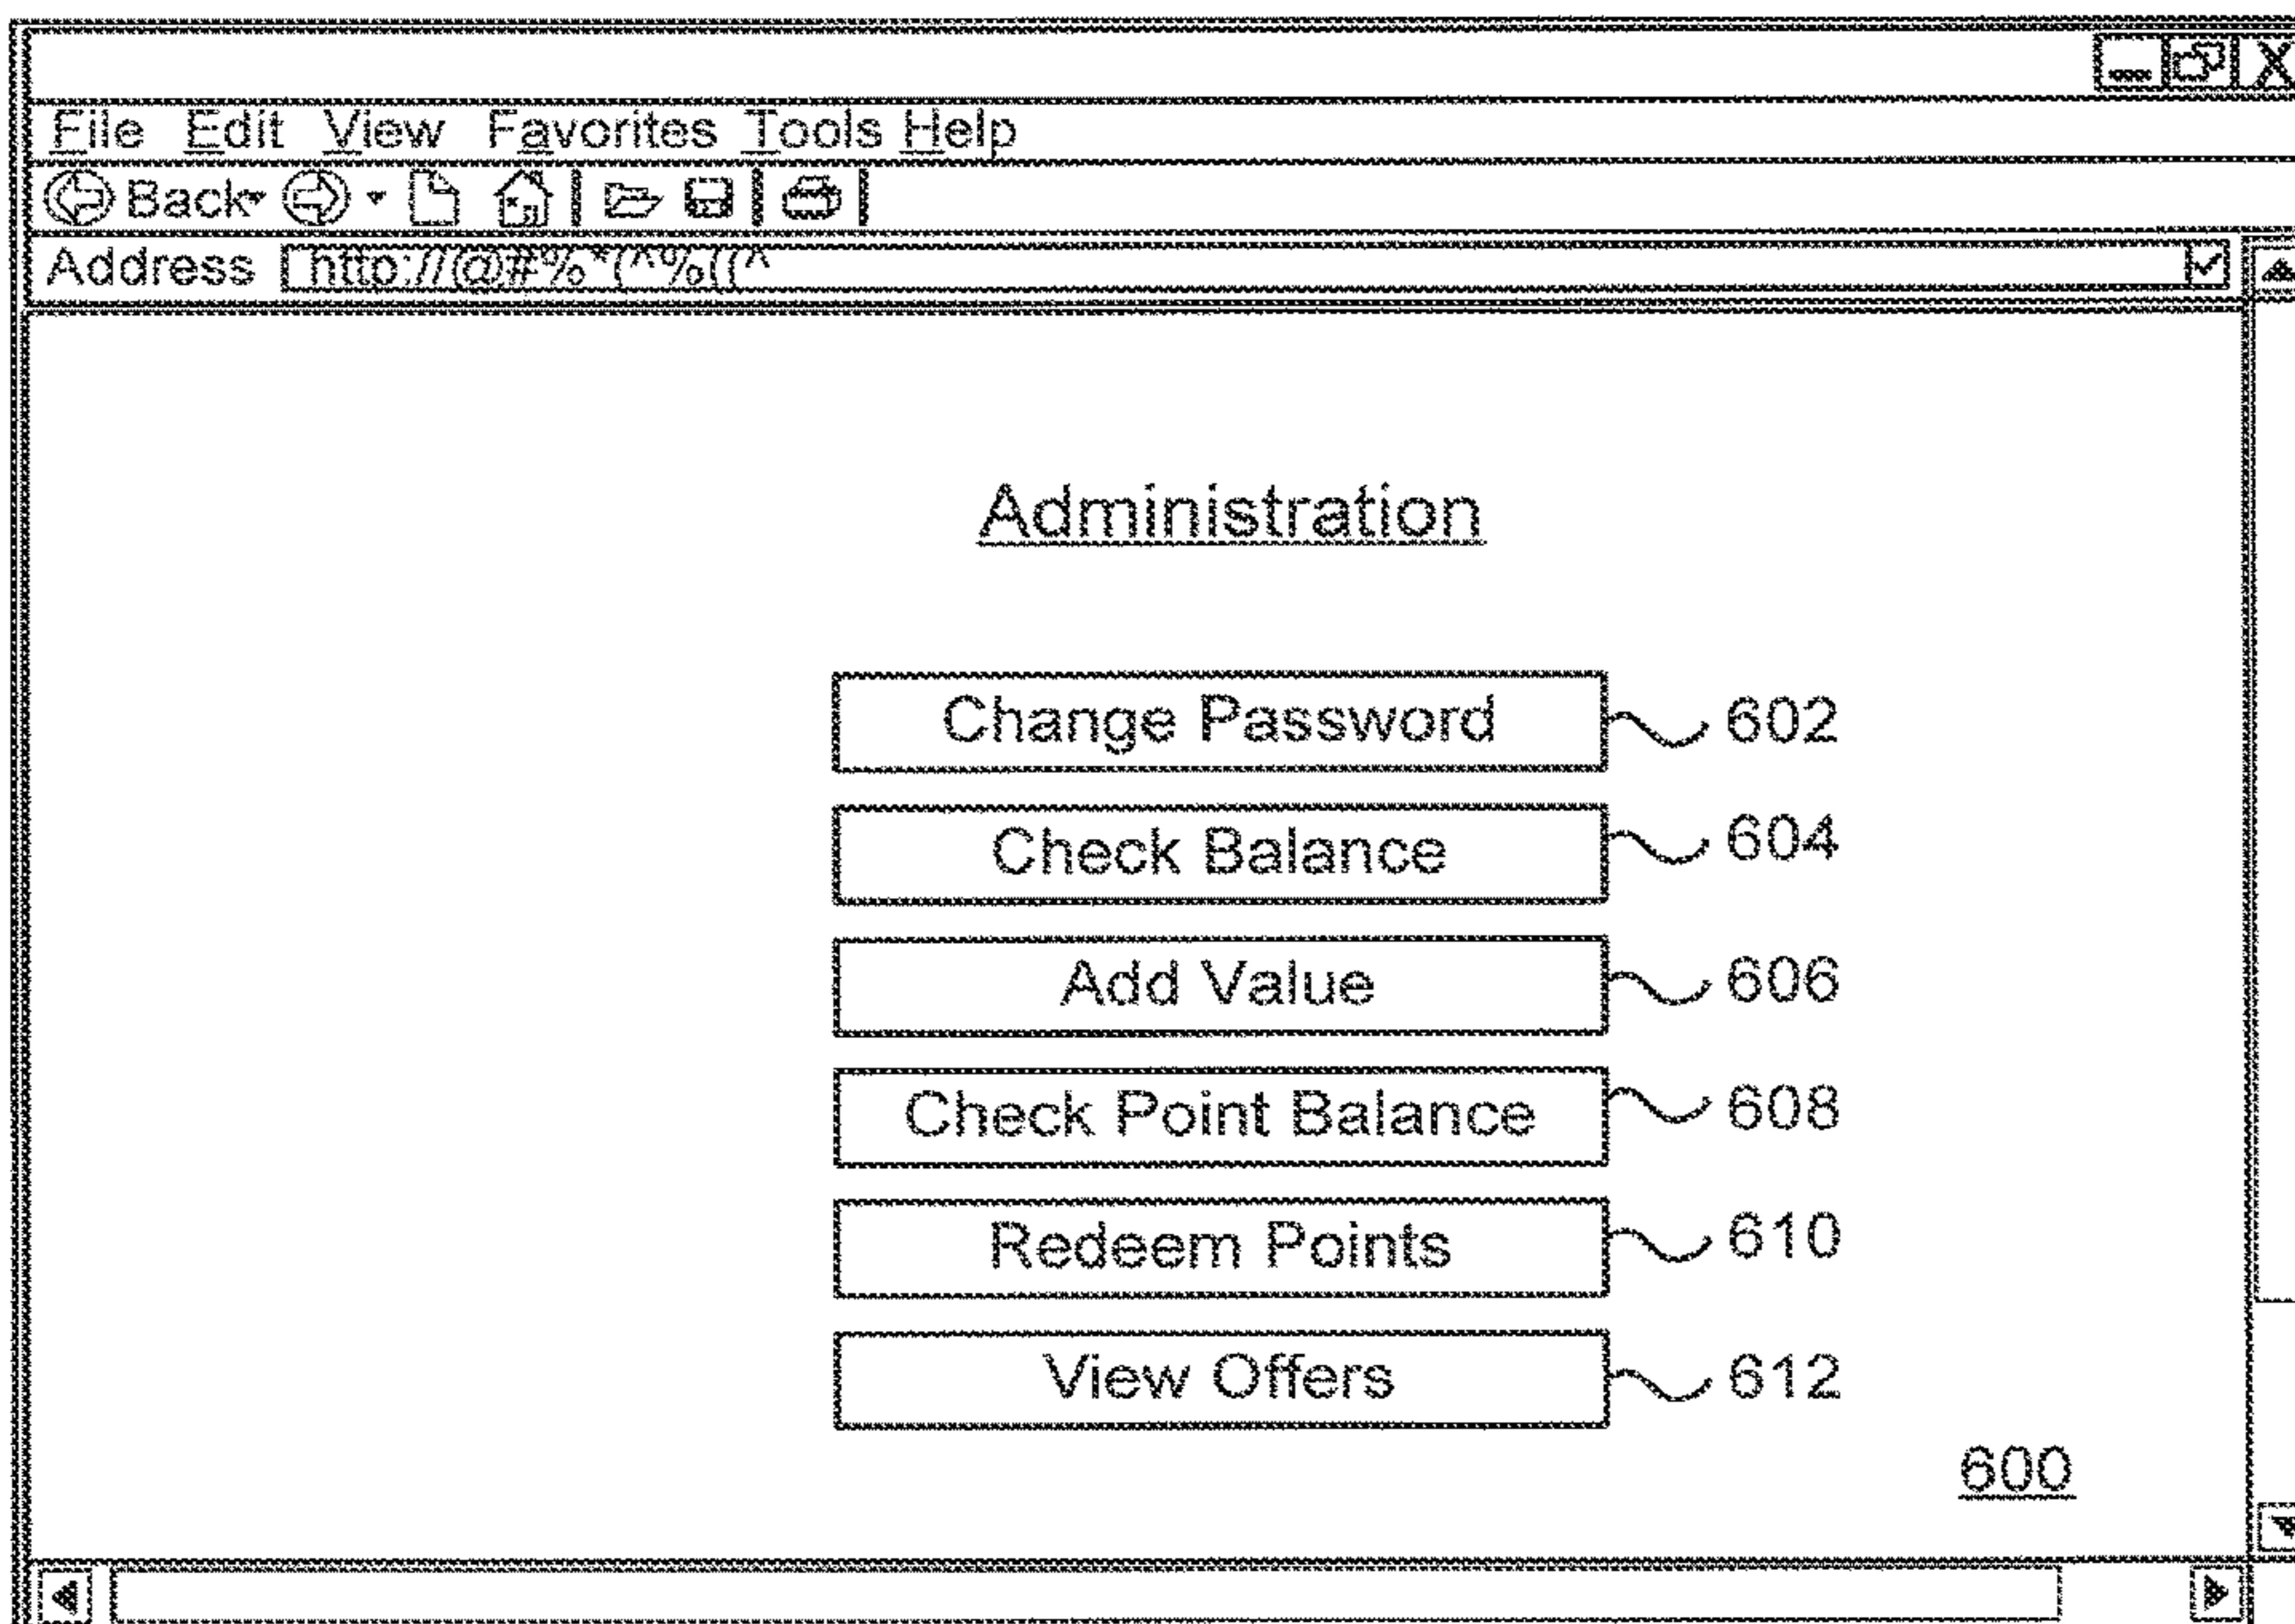 File Edit View Favorites Tools Help
Back
Address http://@#%*(^%((^
Administration
Change Password 602
Check Balance 604
Add Value 606
Check Point Balance 608
Redeem Points 610
View Offers 612
600